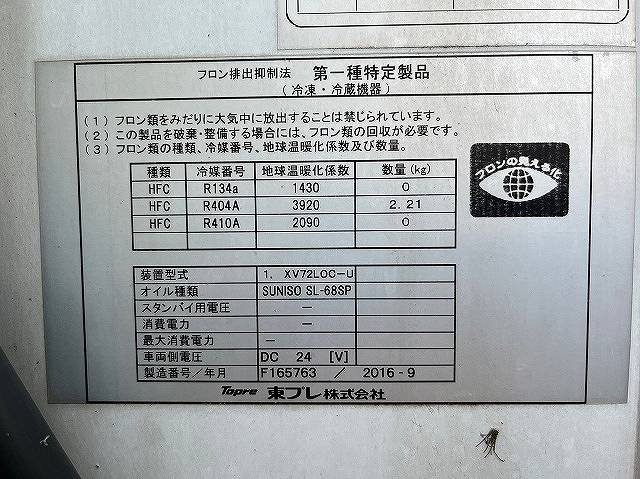 フロン排出抑制法 第一種特定製品
(冷凍・冷蔵機器)
(1) フロン類をみだりに大気中に放出することは禁じられています。
(2) この製品を破棄・整備する場合には、フロン類の回収が必要です。
(3) フロン類の種類、冷媒番号、地球温暖化係数及び数量。
種類 冷媒番号 地球温暖化係数 数量(kg)
HFC R134a 1430 0
HFC R404A 3920 2.21
HFC R410A 2090 0
フロンの見える化
装置型式 1. XV72LOC-U
オイル種類 SUNISO SL-68SP
スタンバイ用電圧 －
消費電力 －
最大消費電力 －
車両側電圧 DC 24 [V]
製造番号/年月 F165763 / 2016-9
Topre 東プレ株式会社